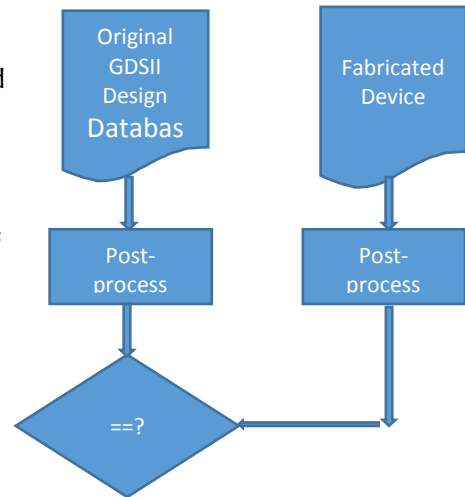 Original
GDSII
Design
Databas
Fabricated
Device
Post-
process
Post-
process
==?